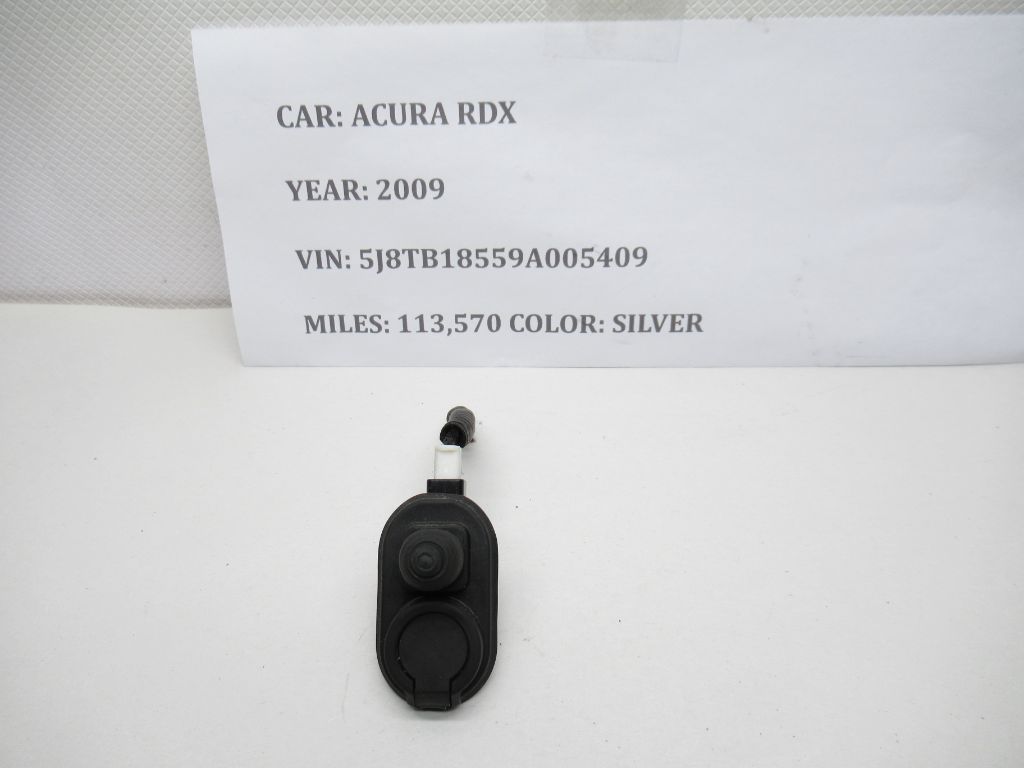 CAR: ACURA RDX
YEAR: 2009
VIN: 5J8TB18559A005409
MILES: 113,570 COLOR: SILVER